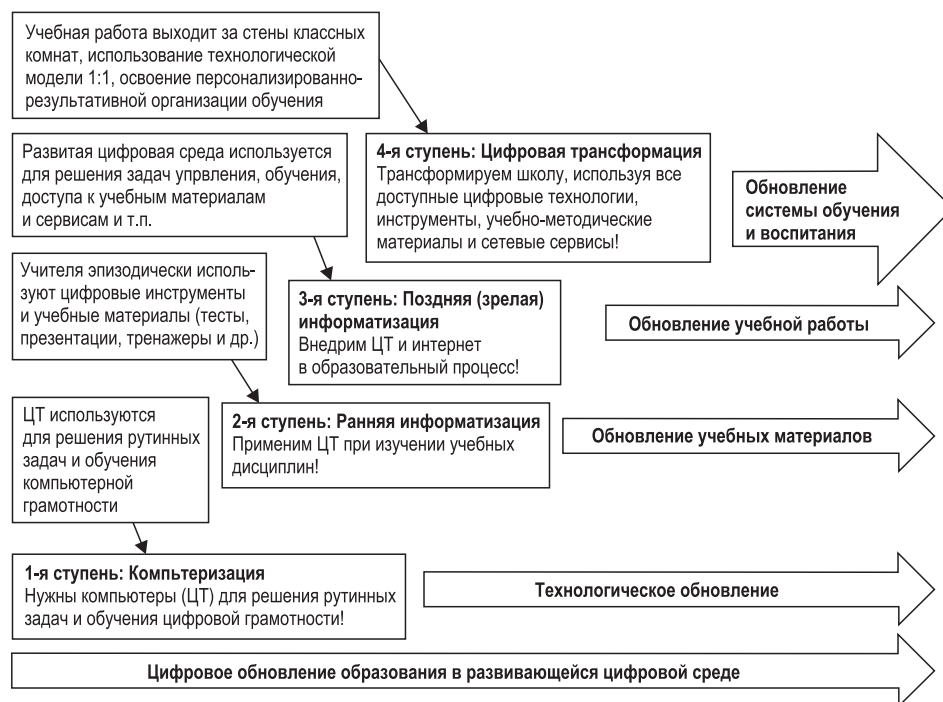 Учебная работа выходит за стены классных
комнат, использование технологической
модели 1:1, освоение персонализированно-
результативной организации обучения
Развитая цифровая среда используется
для решения задач упрвления, обучения,
доступа к учебным материалам
и сервисам и т.п.
4-я ступень: Цифровая трансформация
Трансформируем школу, используя все
доступные цифровые технологии,
инструменты, учебно-методические
материалы и сетевые сервисы!
Обновление
системы обучения
и воспитания
Учителя эпизодически исполь-
зуют цифровые инструменты
и учебные материалы (тесты,
презентации, тренажеры и др.)
3-я ступень: Поздняя (зрелая)
информатизация
Внедрим ЦТ и интернет
в образовательный процесс!
Обновление учебной работы
ЦТ используются
для решения рутинных
задач и обучения
компьютерной
грамотности
2-я ступень: Ранняя информатизация
Применим ЦТ при изучении учебных
дисциплин!
Обновление учебных материалов
1-я ступень: Компьтеризация
Нужны компьютеры (ЦТ) для решения рутинных
задач и обучения цифровой грамотности!
Технологическое обновление
Цифровое обновление образования в развивающейся цифровой среде